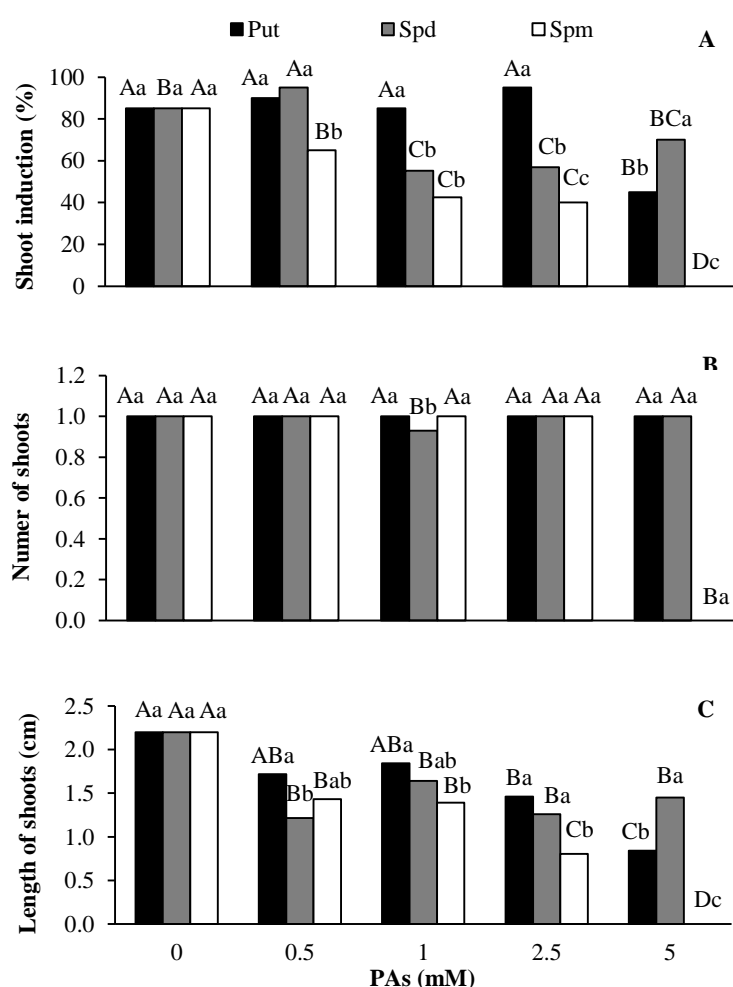 Put Spd Spm
A
Shoot induction (%)
100
80
60
40
20
0
Aa Ba Aa
Aa Aa Bb
Aa Cb Cb
Aa Cb Cc
Bb BCa Dc
B
Numer of shoots
1.2
1.0
0.8
0.6
0.4
0.2
0.0
Aa Aa Aa
Aa Aa Aa
Aa Bb Aa
Aa Aa Aa
Aa Aa Ba
C
Length of shoots (cm)
2.5
2.0
1.5
1.0
0.5
0.0
Aa Aa Aa
ABa Bb Bab
ABa Bab Bb
Ba Ba Cb
Cb Ba Dc
0 0.5 1 2.5 5
PAs (mM)